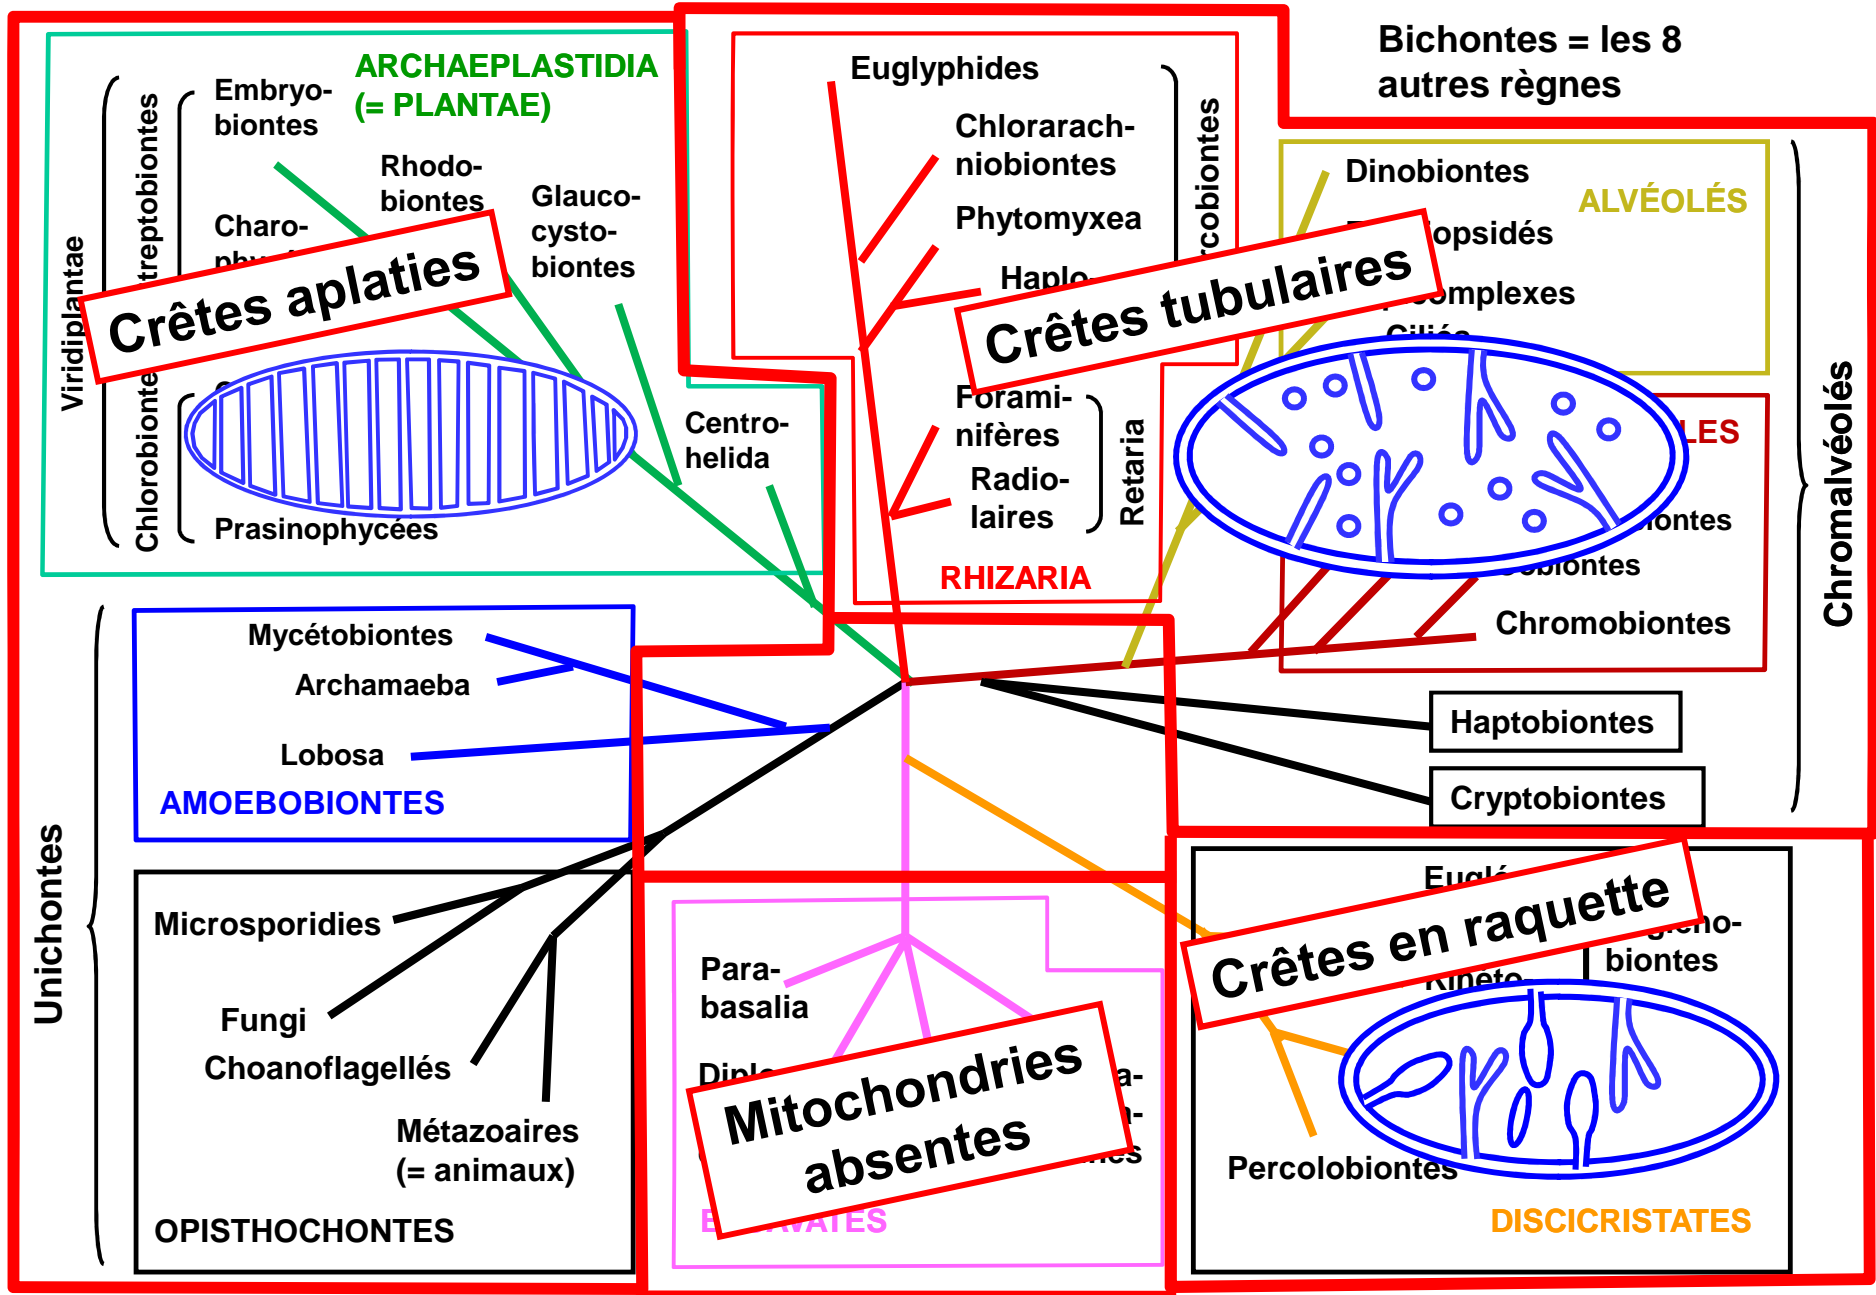 Bichontes = les 8
autres règnes
ARCHAEPLASTIDIA
(= PLANTAE)
Embryo-
biontes
Rhodo-
biontes
Glauco-
cysto-
biontes
Charo-
Viridiplantae
Crêtes aplaties
Prasinophycées
Centro-
helida
Euglyphides
Chlorarach-
niobiontes
Phytomyxea
Haplo-
Crêtes tubulaires
Forami-
nifères
Radio-
laires
Retaria
RHIZARIA
Dinobiontes
ALVÉOLÉS
Chromobiontes
Chromalvéolés
Haptobiontes
Cryptobiontes
Unichontes
Mycétobiontes
Archamaeba
Lobosa
AMOEBOBIONTES
Microsporidies
Fungi
Choanoflagellés
Métazoaires
(= animaux)
OPISTHOCHONTES
Para-
basalia
Mitochondries
absentes
Crêtes en raquette
biontes
Percolobiontes
DISCICRISTATES